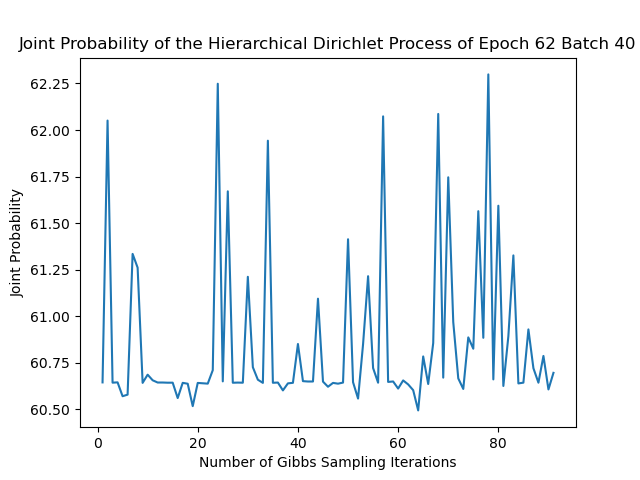 Joint Probability of the Hierarchical Dirichlet Process of Epoch 62 Batch 40
62.25
62.00
61.75
61.50
61.25
61.00
60.75
60.50
Joint Probability
0 20 40 60 80
Number of Gibbs Sampling Iterations